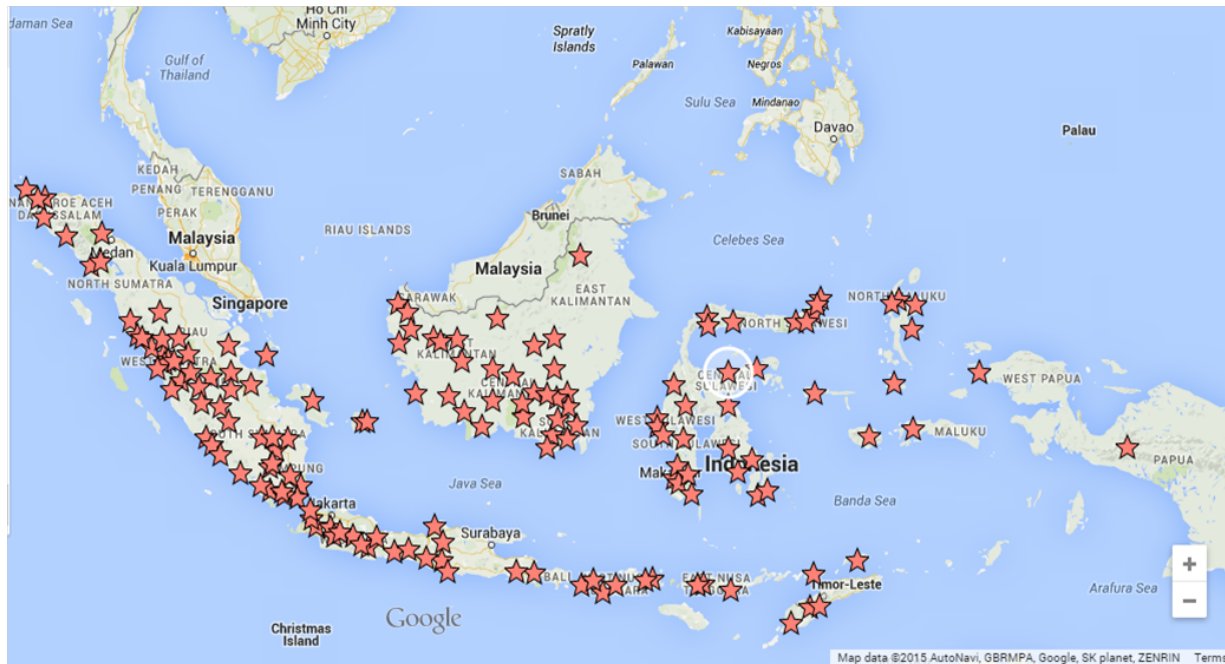 daman Sea
Ho Chi
Minh City
Gulf of
Thailand
Spratly
Islands
Palawan
Kabisayaan
Negros
Sulu Sea
Mindanao
Davao
Palau
KEDAH
PENANG
TERENGGANU
PERAK
Malaysia
Kuala Lumpur
RIAU ISLANDS
SABAH
Brunei
Celebes Sea
Medan
NORTH SUMATRA
Singapore
Malaysia
SARAWAK
EAST
KALIMANTAN
NORTH SULAWESI
WEST PAPUA
MALUKU
PAPUA
Indonesia
Java Sea
Banda Sea
Jakarta
Surabaya
Timor-Leste
Arafura Sea
Google
Christmas
Island
+
−
Map data ©2015 AutoNavi, GBRMPA, Google, SK planet, ZENRIN
Terms